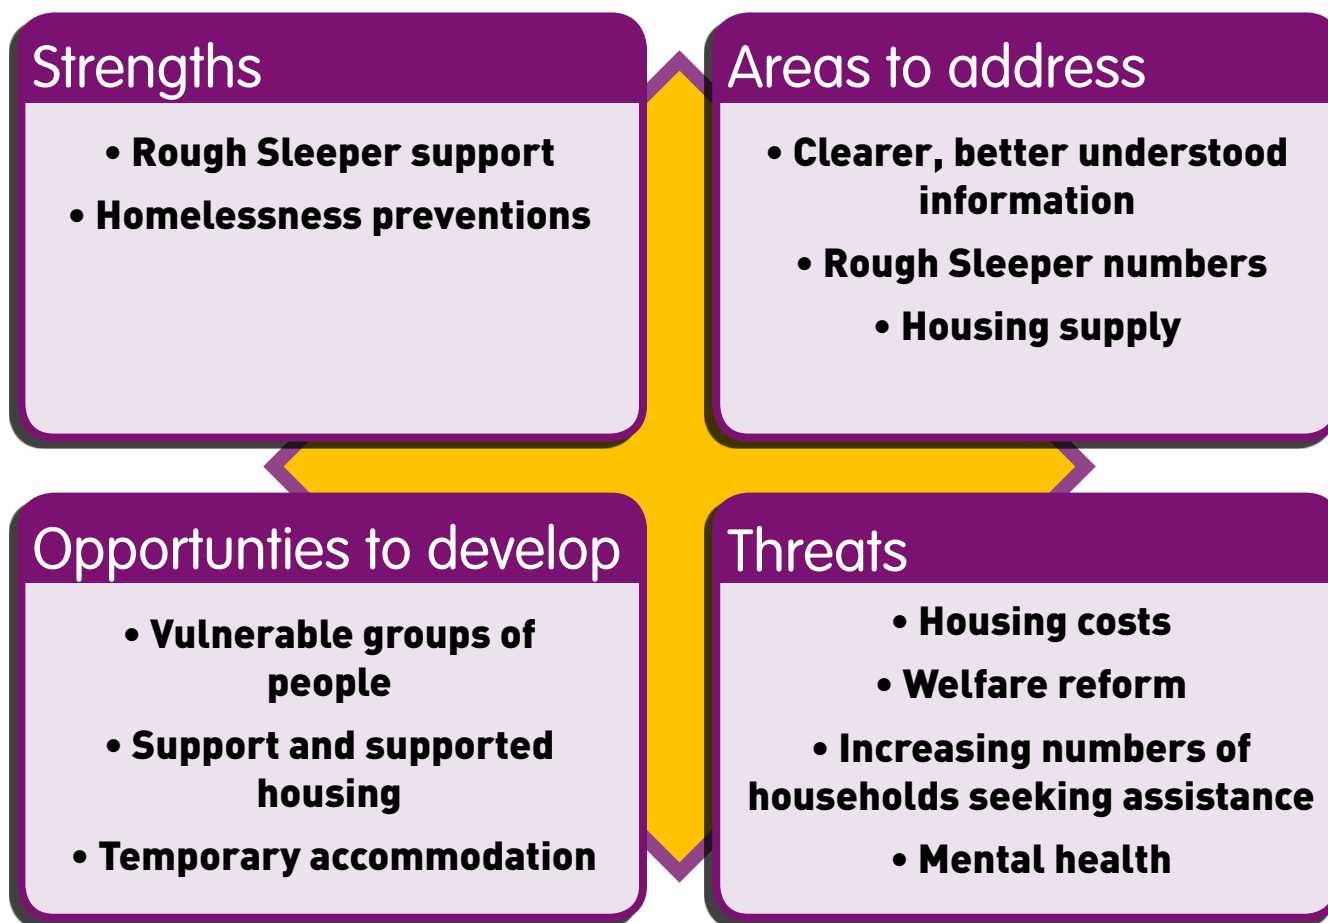 Strengths
• Rough Sleeper support
• Homelessness preventions
Areas to address
• Clearer, better understood
information
• Rough Sleeper numbers
• Housing supply
Opportunties to develop
• Vulnerable groups of
people
• Support and supported
housing
• Temporary accommodation
Threats
• Housing costs
• Welfare reform
• Increasing numbers of
households seeking assistance
• Mental health